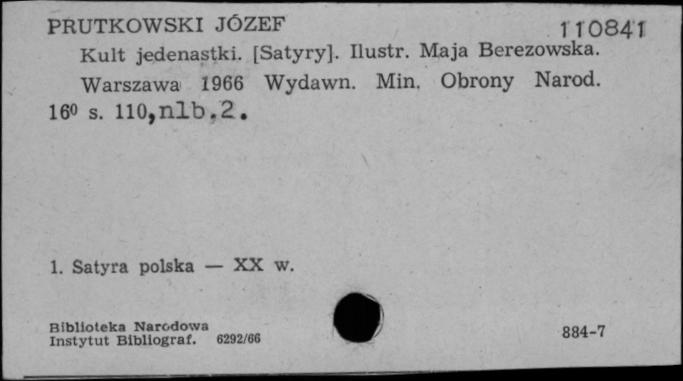 PRUTKOWSKI JÓZEF 110841
Kult jedenastki. [Satyry]. Ilustr. Maja Berezowska.
Warszawa 1966 Wydawn. Min. Obrony Narod.
16⁰ s. 110, nlb. 2.
1. Satyra polska — XX w.
Biblioteka Narodowa
Instytut Bibliograf. 6292/66 884-7